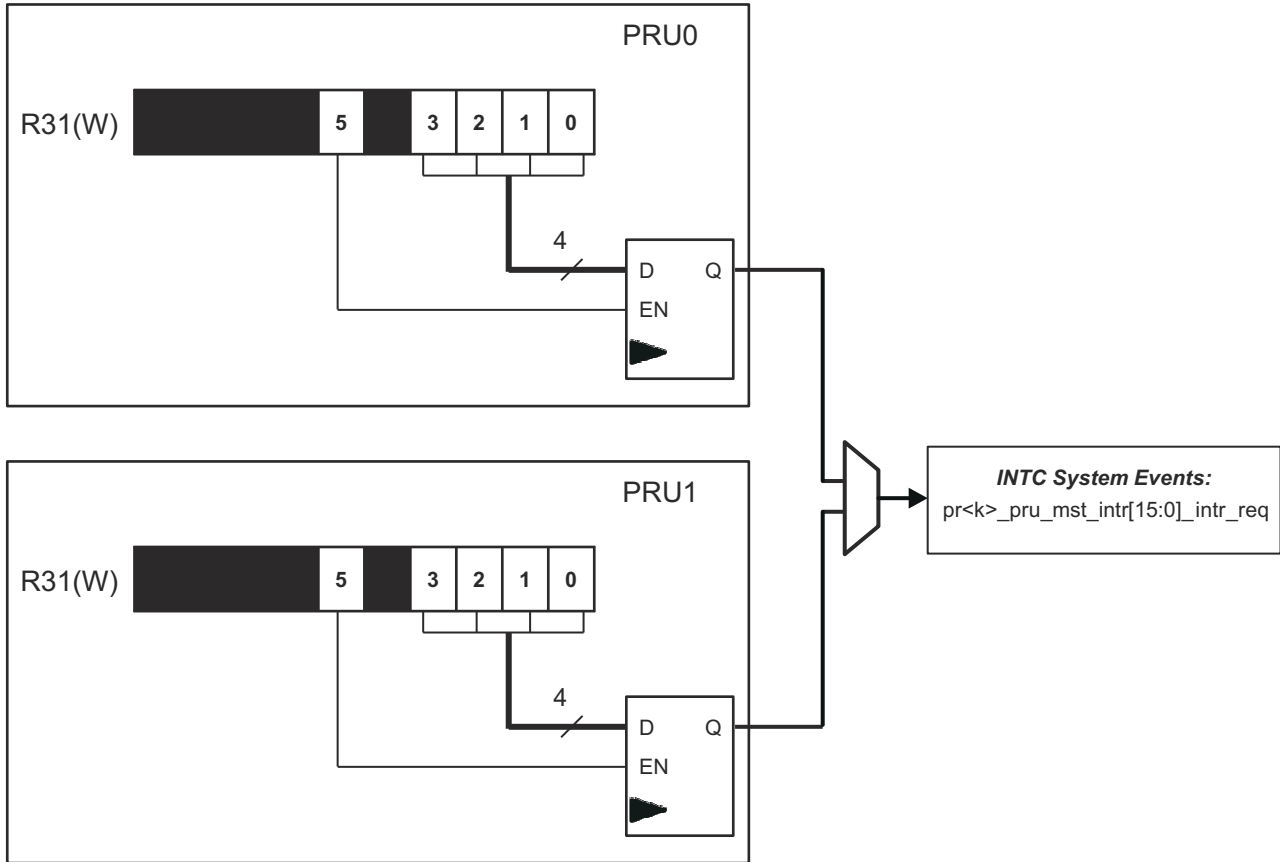 PRU0
R31(W) 5 3 2 1 0
4
D Q
EN
PRU1
R31(W) 5 3 2 1 0
4
D Q
EN
INTC System Events:
pr<k>_pru_mst_intr[15:0]_intr_req